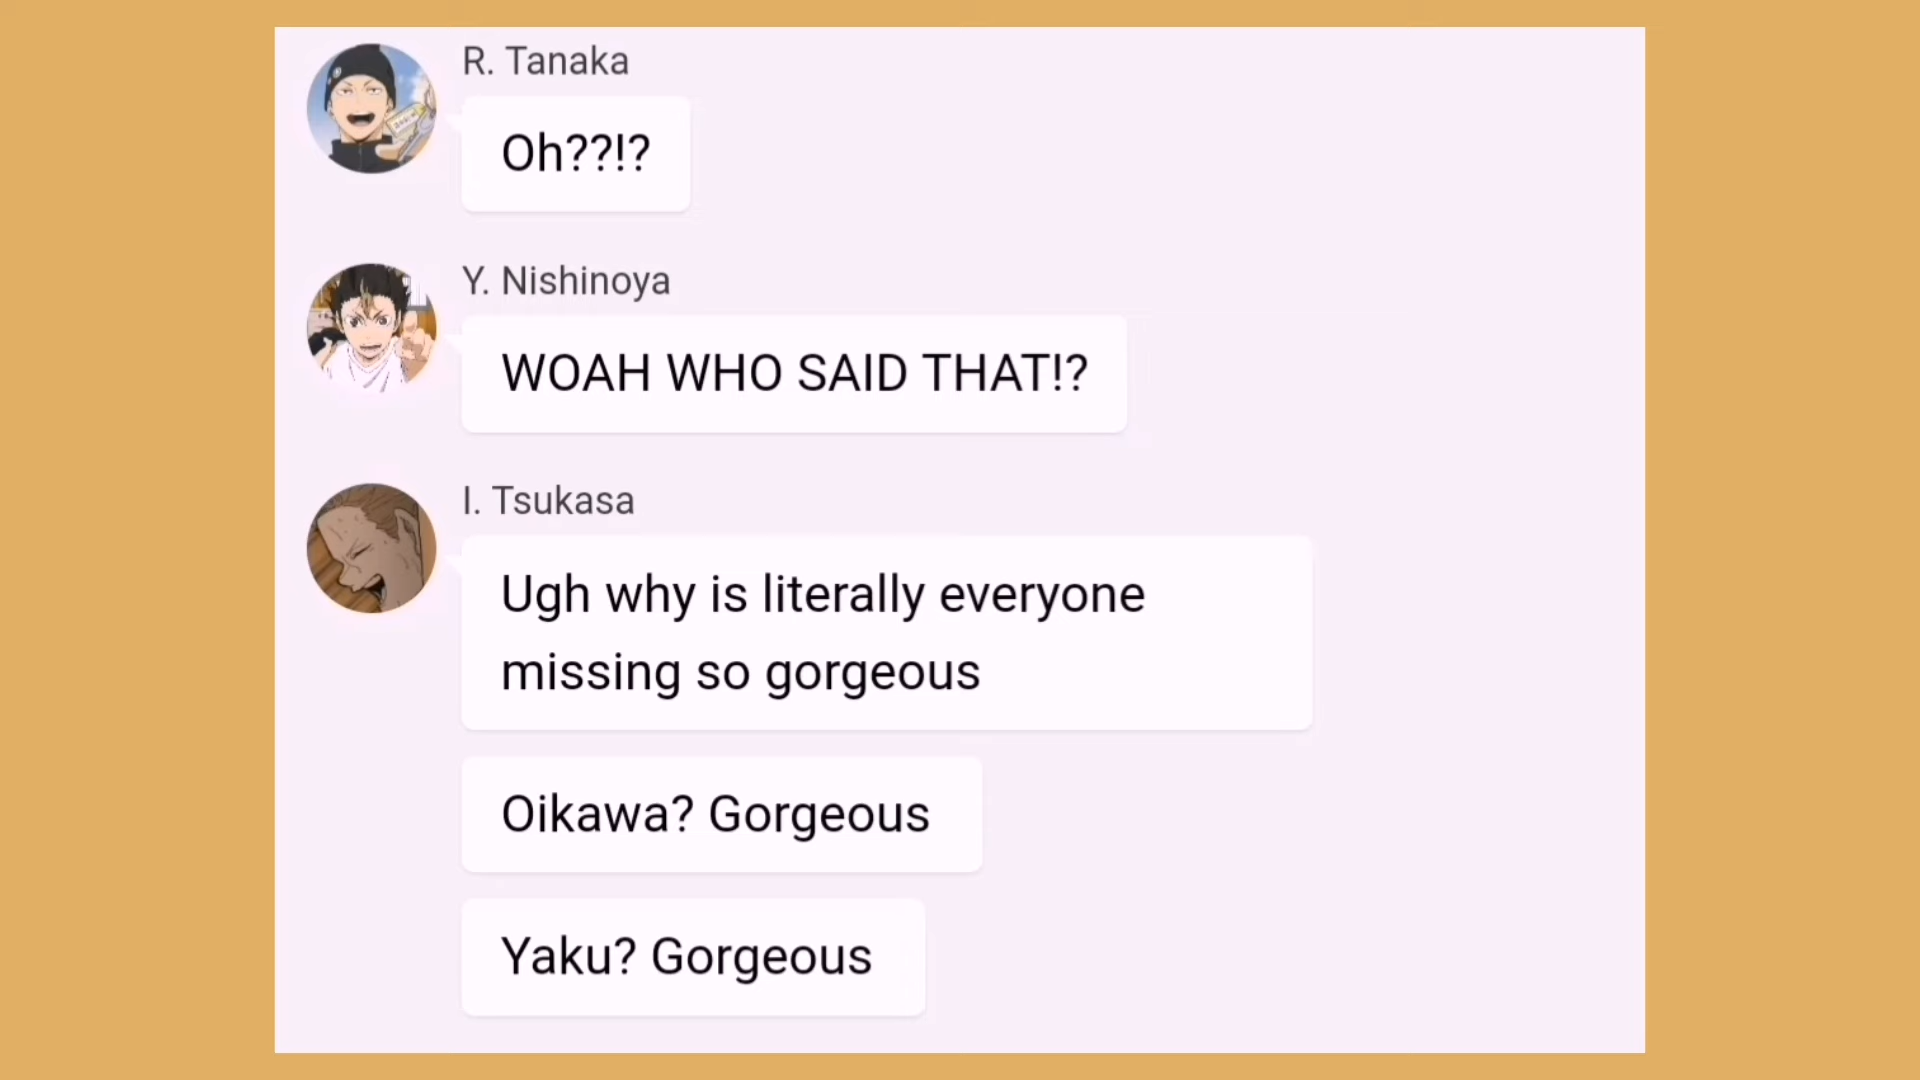 R. Tanaka
Oh??!?
Y. Nishinoya
WOAH WHO SAID THAT!?
I. Tsukasa
Ugh why is literally everyone
missing so gorgeous
Oikawa? Gorgeous
Yaku? Gorgeous